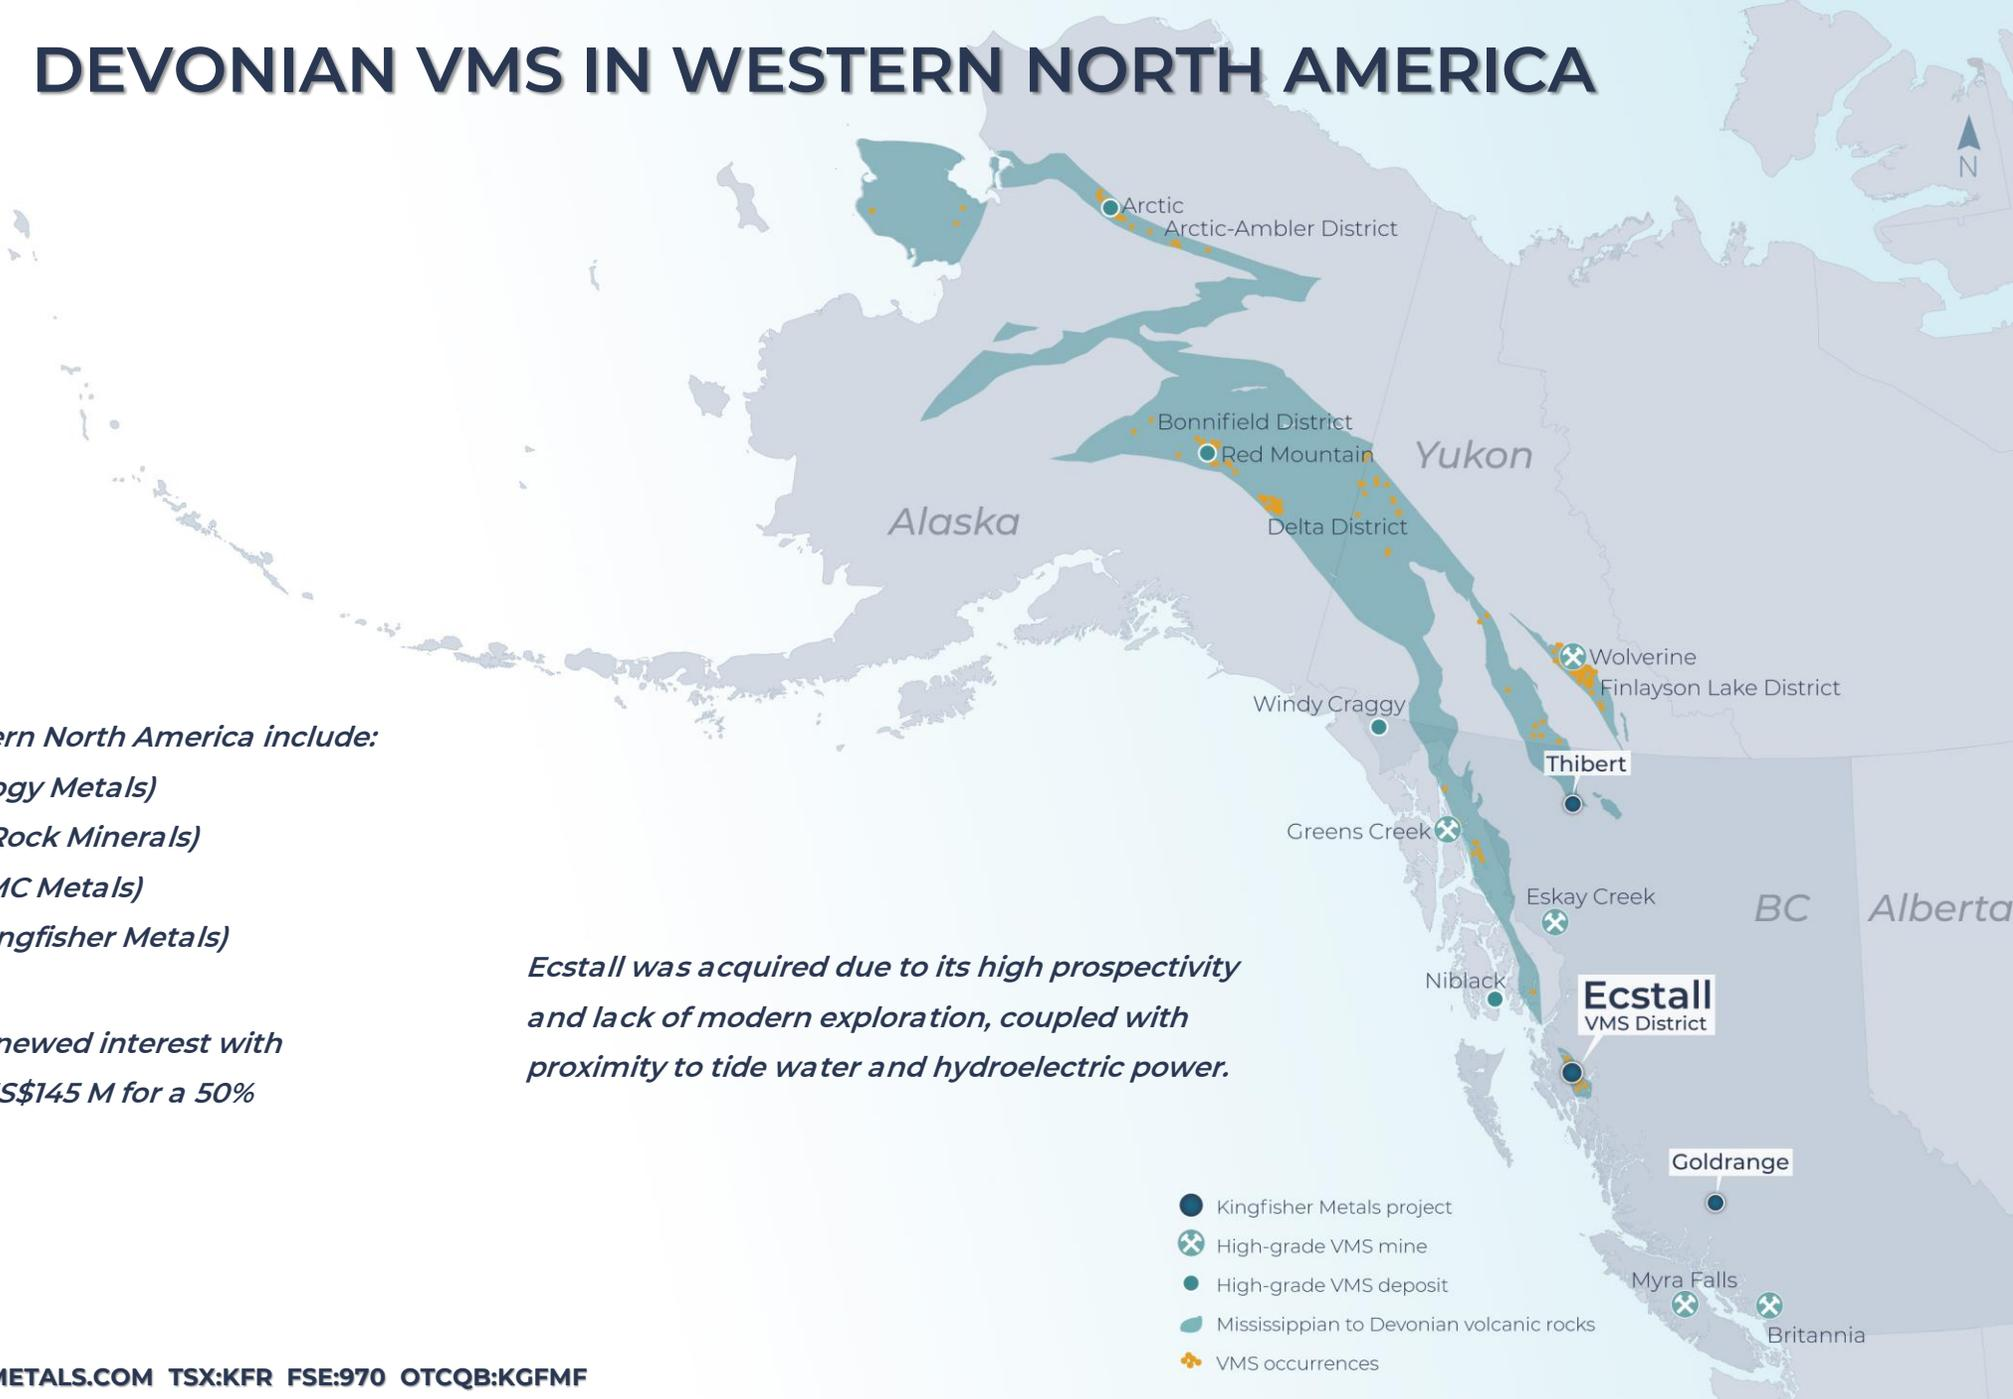 DEVONIAN VMS IN WESTERN NORTH AMERICA
N
Arctic
Arctic-Ambler District
Bonnifield District
Red Mountain
Yukon
Alaska
Delta District
Wolverine
Finlayson Lake District
Windy Craggy
Thibert
Greens Creek
Eskay Creek
BC
Alberta
Niblack
Ecstall
VMS District
Goldrange
Myra Falls
Britannia
North America include:
Metals)
Rock Minerals)
Metals)
Metals)
interest with
145 M for a 50%
Ecstall was acquired due to its high prospectivity
and lack of modern exploration, coupled with
proximity to tide water and hydroelectric power.
Kingfisher Metals project
High-grade VMS mine
High-grade VMS deposit
Mississippian to Devonian volcanic rocks
VMS occurrences
METALS.COM TSX:KFR FSE:970 OTCQB:KGFMF